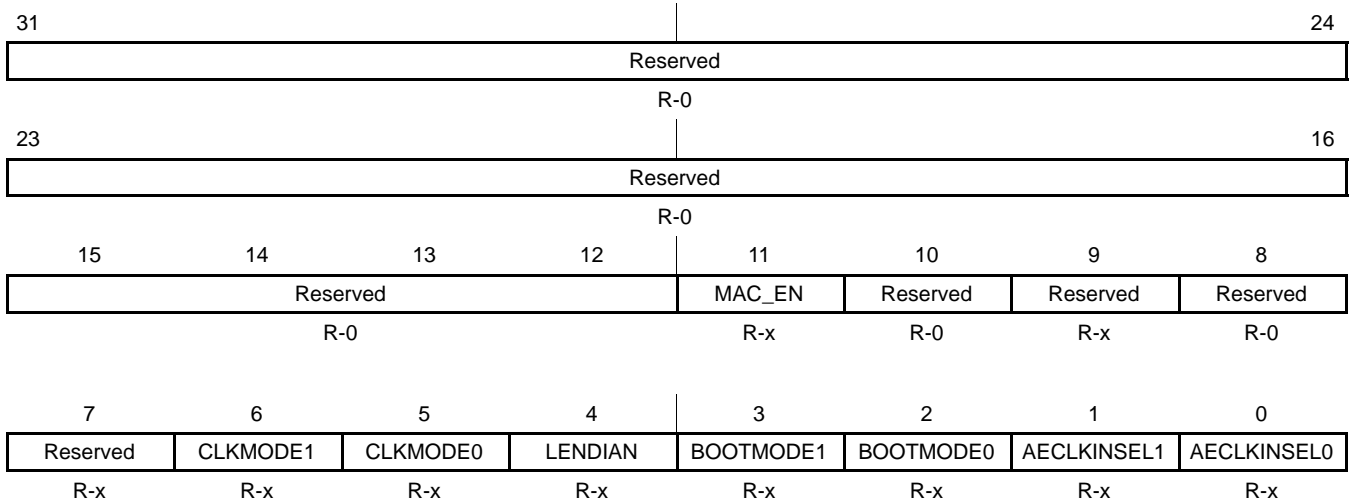 31 24
Reserved
R-0
23 16
Reserved
R-0
15 14 13 12 11 10 9 8
Reserved MAC_EN Reserved Reserved Reserved
R-0 R-x R-0 R-x R-0
7 6 5 4 3 2 1 0
Reserved CLKMODE1 CLKMODE0 LENDIAN BOOTMODE1 BOOTMODE0 AECLKINSEL1 AECLKINSEL0
R-x R-x R-x R-x R-x R-x R-x R-x